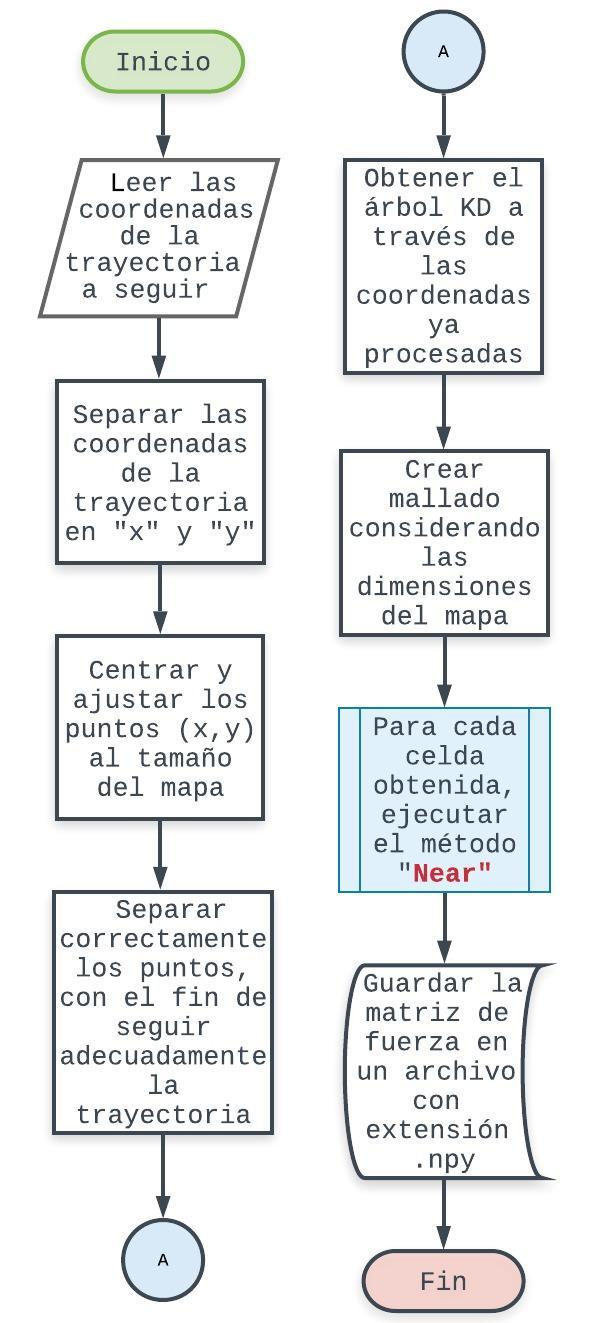 Inicio
Leer las
coordenadas
de la
trayectoria
a seguir
Separar las
coordenadas
de la
trayectoria
en "x" y "y"
Centrar y
ajustar los
puntos (x,y)
al tamaño
del mapa
Separar
correctamente
los puntos,
con el fin de
seguir
adecuadamente
la
trayectoria
A
A
Obtener el
árbol KD a
través de
las
coordenadas
ya
procesadas
Crear
mallado
considerando
las
dimensiones
del mapa
Para cada
celda
obtenida,
ejecutar
el método
"Near"
Guardar la
matriz de
fuerza en
un archivo
con
extensión
.npy
Fin